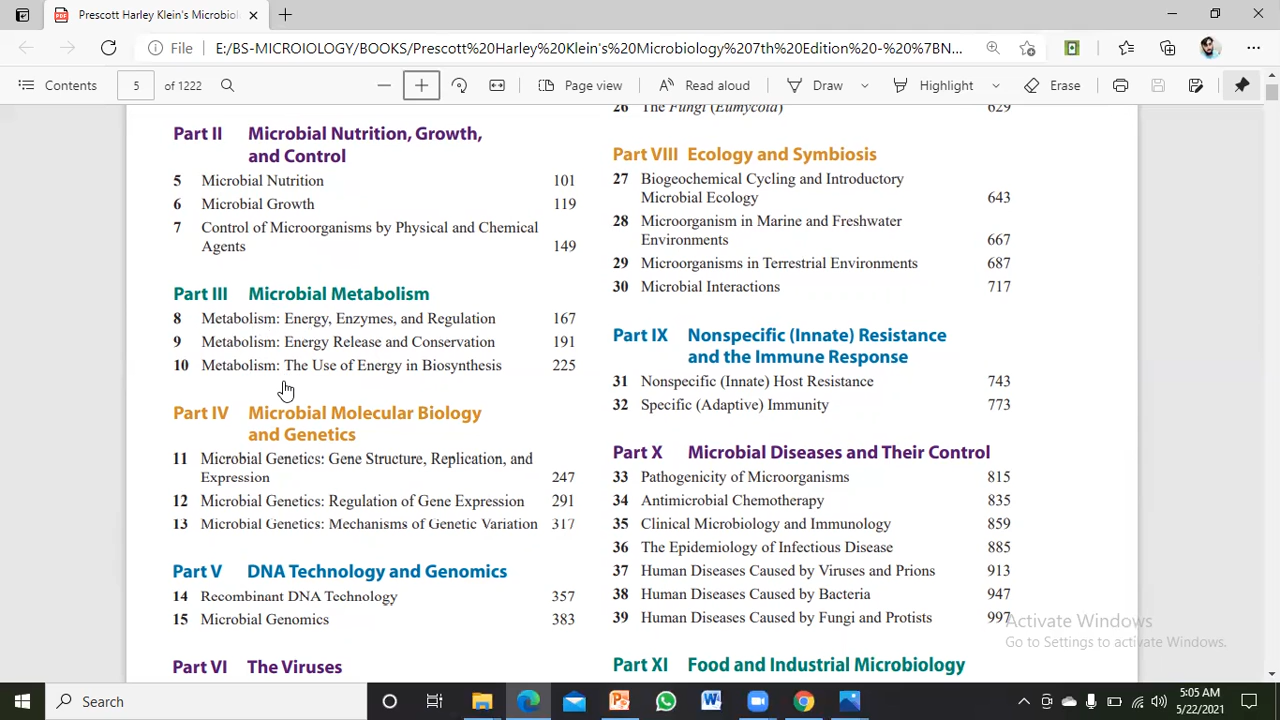 Prescott Harley Klein's Microbiol
File
E:/BS-MICROIOLOGY/BOOKS/Prescott%20Harley%20Klein's%20Microbiology%207th%20Edition%20-%20%7BN...
Contents
5
of 1222
Page view
Read aloud
Draw
Highlight
Erase
Part II Microbial Nutrition, Growth,
and Control
5 Microbial Nutrition 101
6 Microbial Growth 119
7 Control of Microorganisms by Physical and Chemical
Agents 149
Part III Microbial Metabolism
8 Metabolism: Energy, Enzymes, and Regulation 167
9 Metabolism: Energy Release and Conservation 191
10 Metabolism: The Use of Energy in Biosynthesis 225
Part IV Microbial Molecular Biology
and Genetics
11 Microbial Genetics: Gene Structure, Replication, and
Expression 247
12 Microbial Genetics: Regulation of Gene Expression 291
13 Microbial Genetics: Mechanisms of Genetic Variation 317
Part V DNA Technology and Genomics
14 Recombinant DNA Technology 357
15 Microbial Genomics 383
Part VI The Viruses
26 The Fungi (Eumycota) 629
Part VIII Ecology and Symbiosis
27 Biogeochemical Cycling and Introductory
Microbial Ecology 643
28 Microorganism in Marine and Freshwater
Environments 667
29 Microorganisms in Terrestrial Environments 687
30 Microbial Interactions 717
Part IX Nonspecific (Innate) Resistance
and the Immune Response
31 Nonspecific (Innate) Host Resistance 743
32 Specific (Adaptive) Immunity 773
Part X Microbial Diseases and Their Control
33 Pathogenicity of Microorganisms 815
34 Antimicrobial Chemotherapy 835
35 Clinical Microbiology and Immunology 859
36 The Epidemiology of Infectious Disease 885
37 Human Diseases Caused by Viruses and Prions 913
38 Human Diseases Caused by Bacteria 947
39 Human Diseases Caused by Fungi and Protists 997
Part XI Food and Industrial Microbiology
Activate Windows
Go to Settings to activate Windows.
Search
5:05 AM
5/22/2021